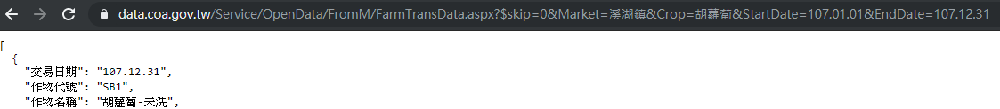 data.coa.gov.tw/Service/OpenData/FromM/FarmTransData.aspx?$skip=0&Market=溪湖鎮&Crop=胡蘿蔔&StartDate=107.01.01&EndDate=107.12.31
[
{
"交易日期": "107.12.31",
"作物代號": "SB1",
"作物名稱": "胡蘿蔔-未洗",